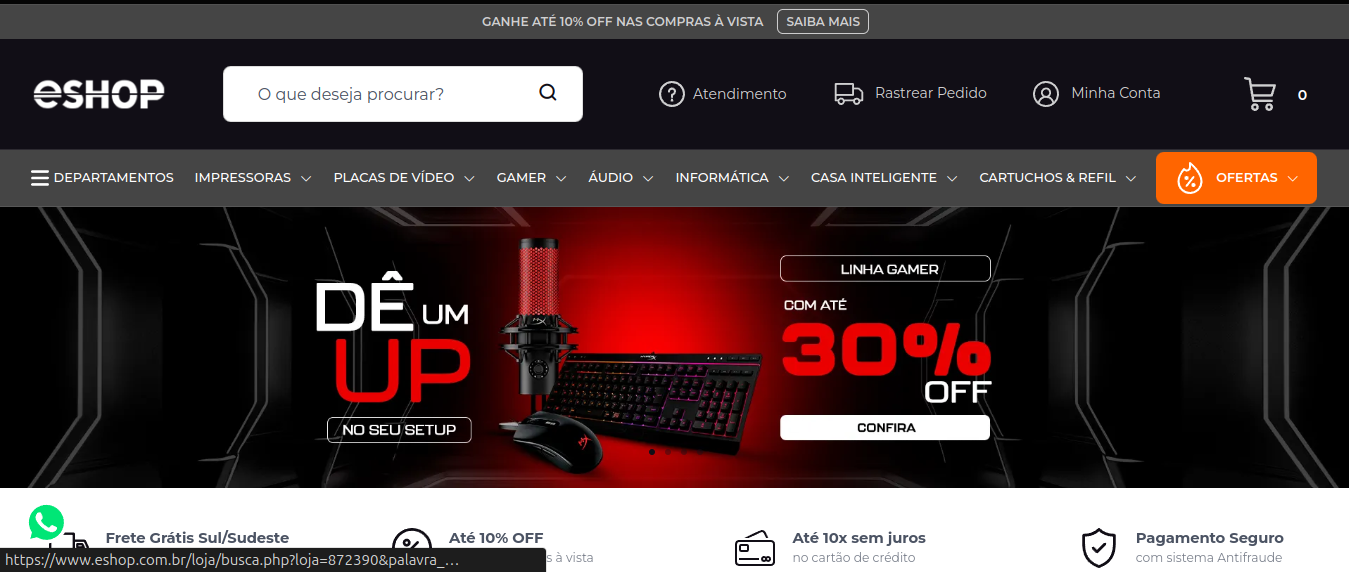 GANHE ATÉ 10% OFF NAS COMPRAS À VISTA SAIBA MAIS
eSHOP
O que deseja procurar?
Atendimento
Rastrear Pedido
Minha Conta
0
DEPARTAMENTOS
IMPRESSORAS
PLACAS DE VÍDEO
GAMER
ÁUDIO
INFORMÁTICA
CASA INTELIGENTE
CARTUCHOS & REFIL
OFERTAS
DÊ UM
UP
NO SEU SETUP
LINHA GAMER
COM ATÉ
30%
OFF
CONFIRA
Frete Grátis Sul/Sudeste
Até 10% OFF
s à vista
Até 10x sem juros
no cartão de crédito
Pagamento Seguro
com sistema Antifraude
https://www.eshop.com.br/loja/busca.php?loja=872390&palavra_...